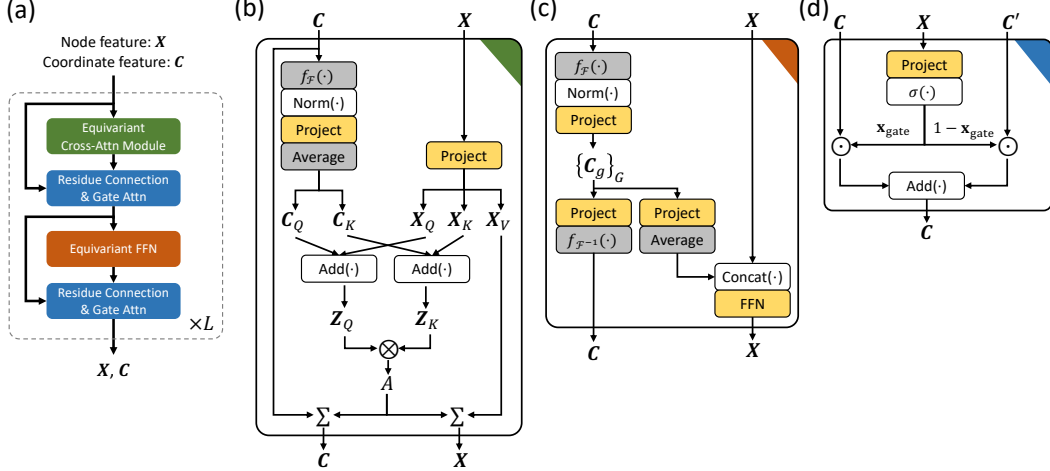 (a)
Node feature: X
Coordinate feature: C
Equivariant
Cross-Attn Module
Residue Connection
& Gate Attn
Equivariant FFN
Residue Connection
& Gate Attn
×L
X, C
(b)
C
X
f_ℱ(·)
Norm(·)
Project
Average
Project
C_Q
C_K
X_Q
X_K
X_V
Add(·)
Add(·)
Z_Q
Z_K
⊗
A
Σ
Σ
C
X
(c)
C
X
f_ℱ(·)
Norm(·)
Project
{C_g}_G
Project
Project
f_ℱ⁻¹(·)
Average
Concat(·)
FFN
C
X
(d)
C
X
C′
Project
σ(·)
x_gate
1 − x_gate
⊙
⊙
Add(·)
C